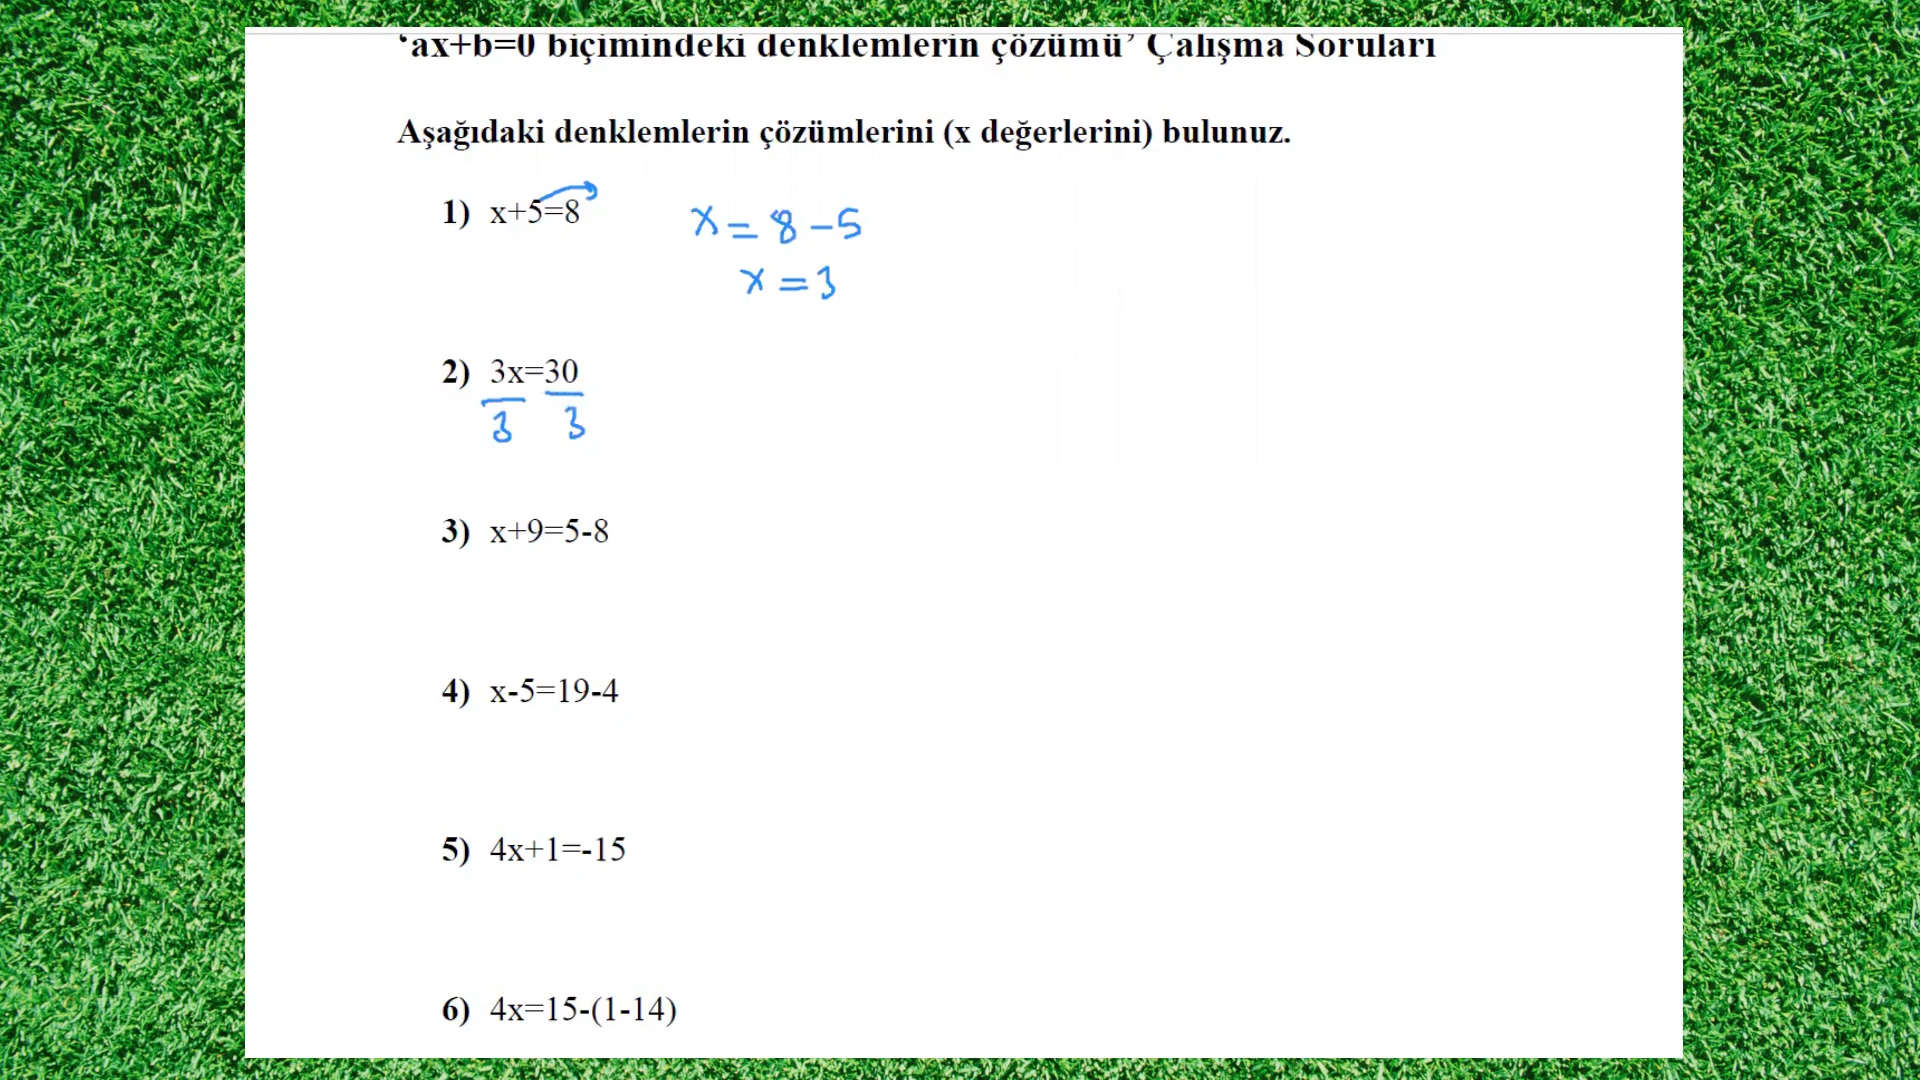 ‘ax+b=0 biçimindeki denklemlerin çözümü’ Çalışma Soruları
Aşağıdaki denklemlerin çözümlerini (x değerlerini) bulunuz.
1) x+5=8
x = 8 - 5
x = 3
2) 3x=30
3 3
3) x+9=5-8
4) x-5=19-4
5) 4x+1=-15
6) 4x=15-(1-14)